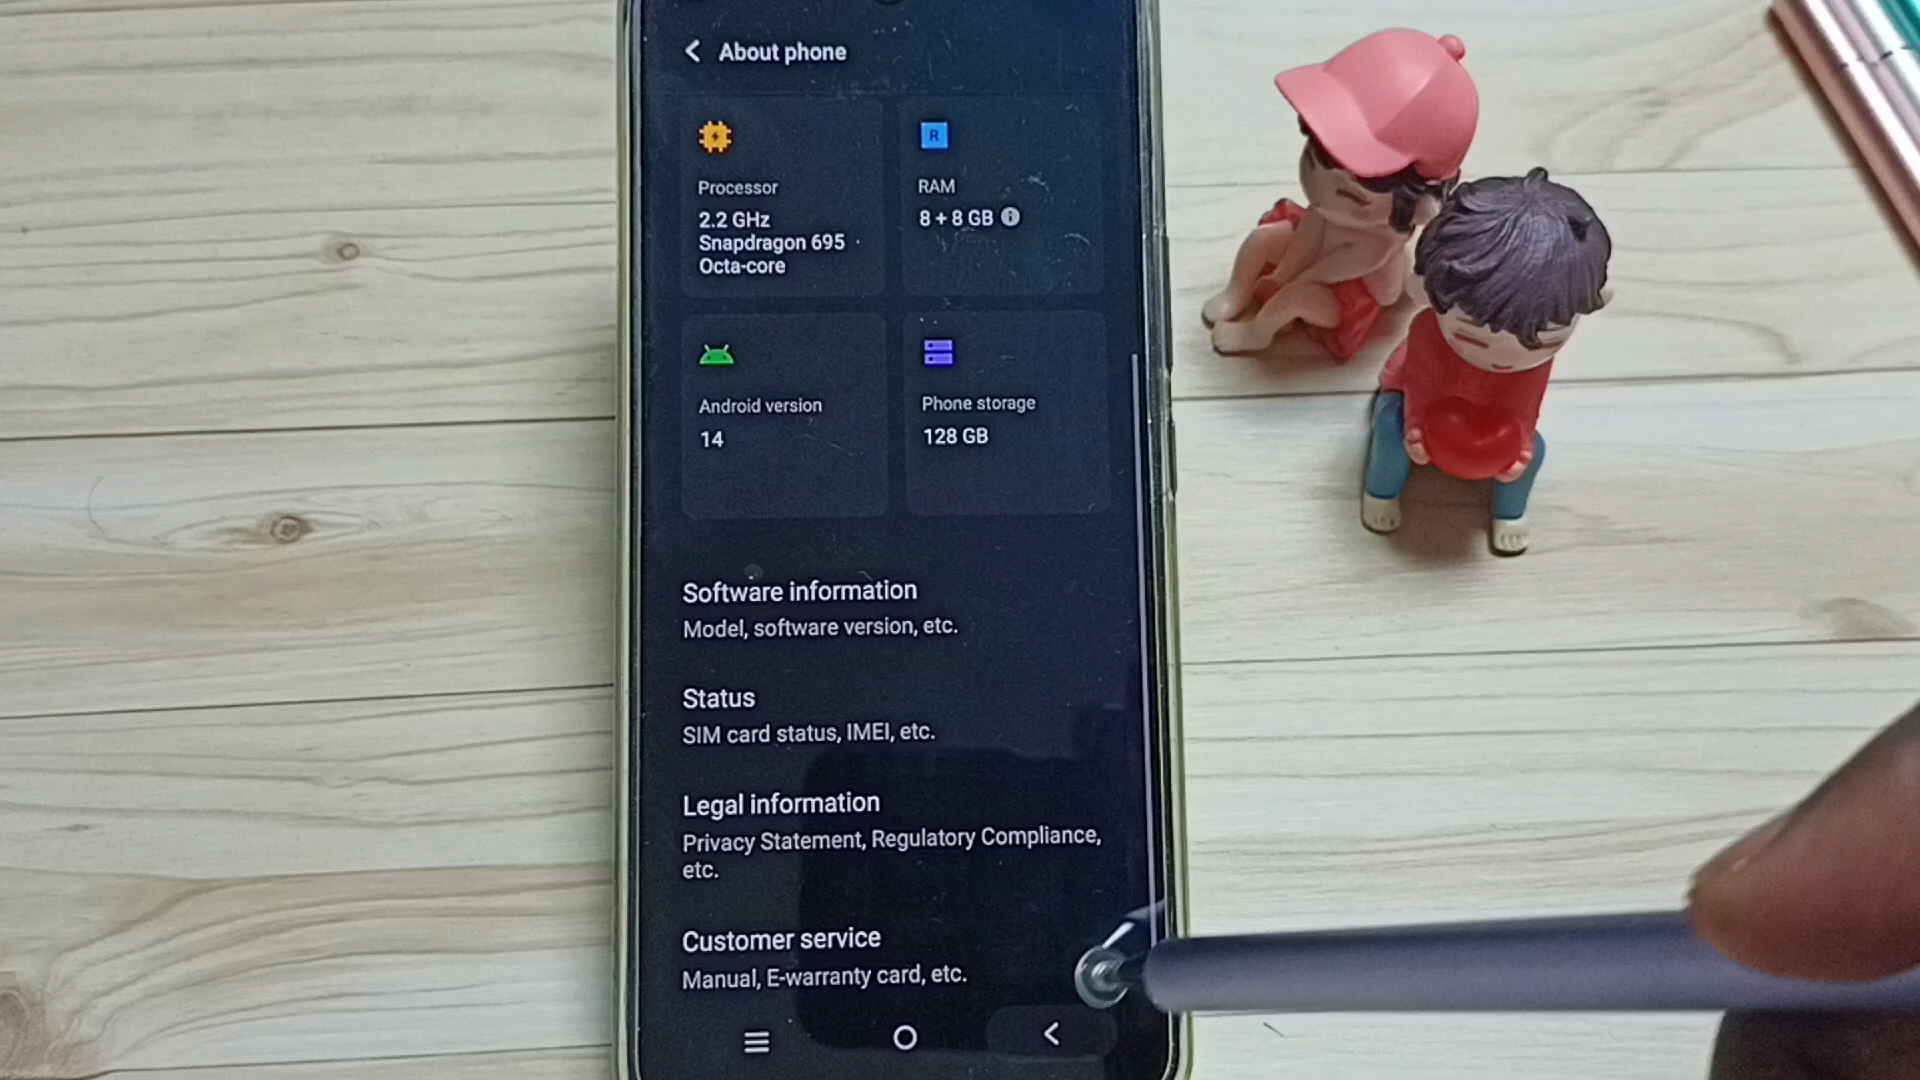 About phone
Processor
2.2 GHz
Snapdragon 695
Octa-core
R
RAM
8 + 8 GB
Android version
14
Phone storage
128 GB
Software information
Model, software version, etc.
Status
SIM card status, IMEI, etc.
Legal information
Privacy Statement, Regulatory Compliance,
etc.
Customer service
Manual, E-warranty card, etc.